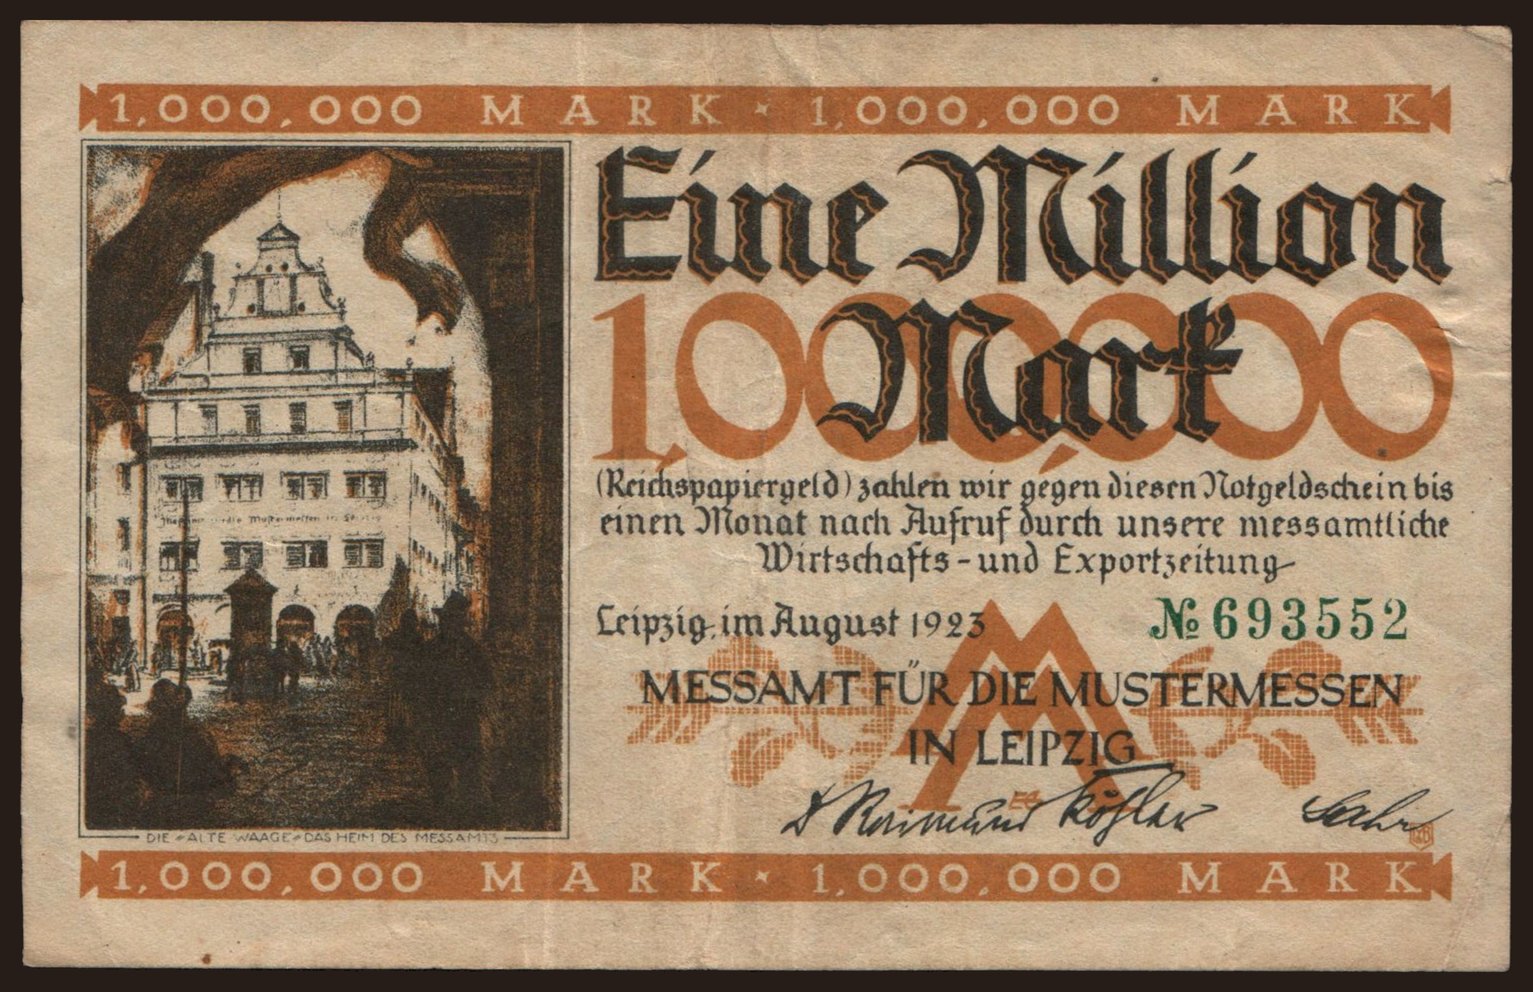 1,000,000 MARK · 1,000,000 MARK
Eine Million
1,000,000
Mark
(Reichspapiergeld) zahlen wir gegen diesen Notgeldschein bis
einen Monat nach Aufruf durch unsere messamtliche
Wirtschafts- und Exportzeitung
Leipzig, im August 1923
№ 693552
MESSAMT FÜR DIE MUSTERMESSEN
IN LEIPZIG
Dr Raimund Köhler
DIE "ALTE WAAGE" DAS HEIM DES MESSAMTS
1,000,000 MARK · 1,000,000 MARK